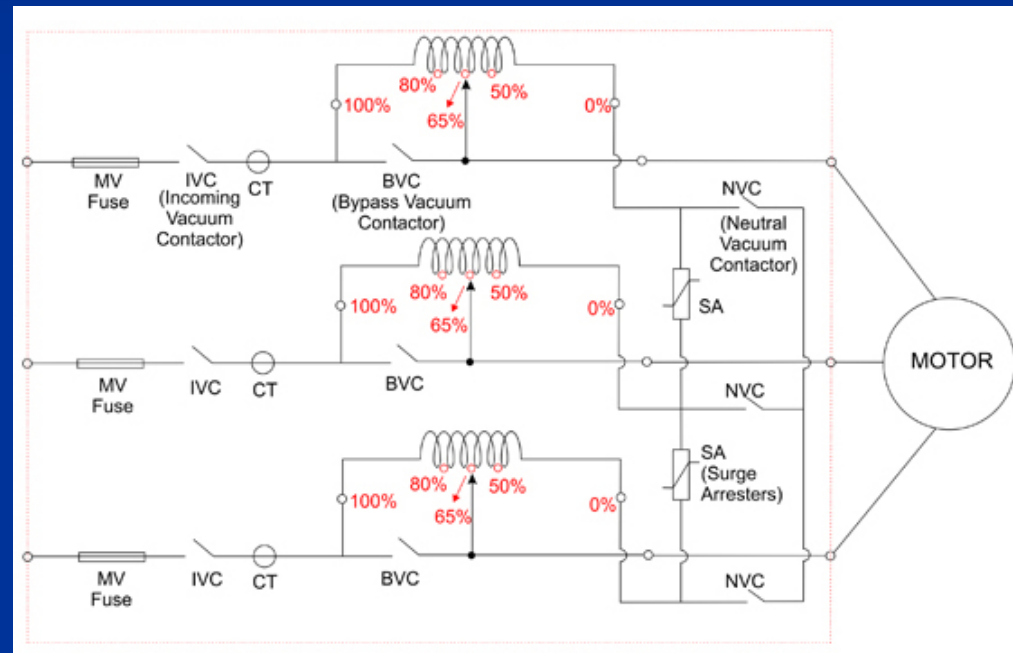 80%
50%
100%
65%
0%
MV
Fuse
IVC
(Incoming
Vacuum
Contactor)
CT
BVC
(Bypass Vacuum
Contactor)
NVC
(Neutral
Vacuum
Contactor)
80%
50%
100%
65%
0%
SA
MV
Fuse
IVC
CT
BVC
NVC
MOTOR
80%
50%
100%
65%
0%
SA
(Surge
Arresters)
MV
Fuse
IVC
CT
BVC
NVC